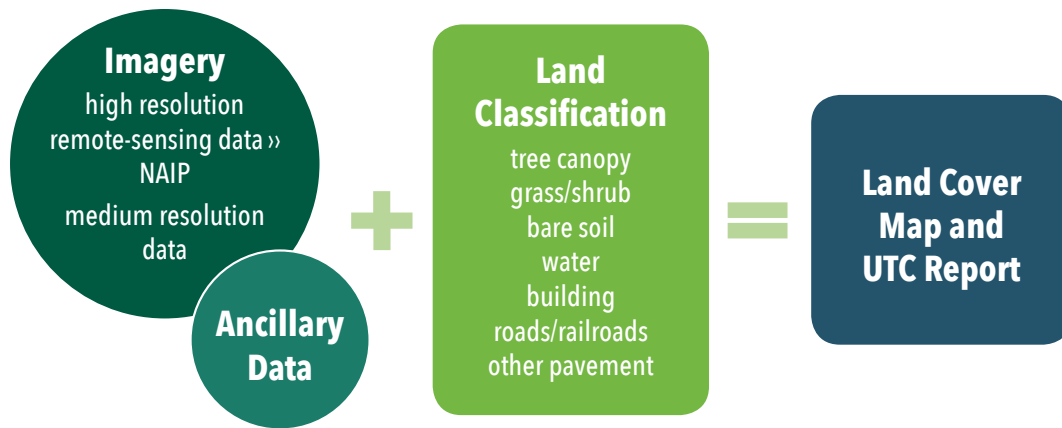 Imagery
high resolution
remote-sensing data ››
NAIP
medium resolution
data
Ancillary
Data
+
Land
Classification
tree canopy
grass/shrub
bare soil
water
building
roads/railroads
other pavement
=
Land Cover
Map and
UTC Report